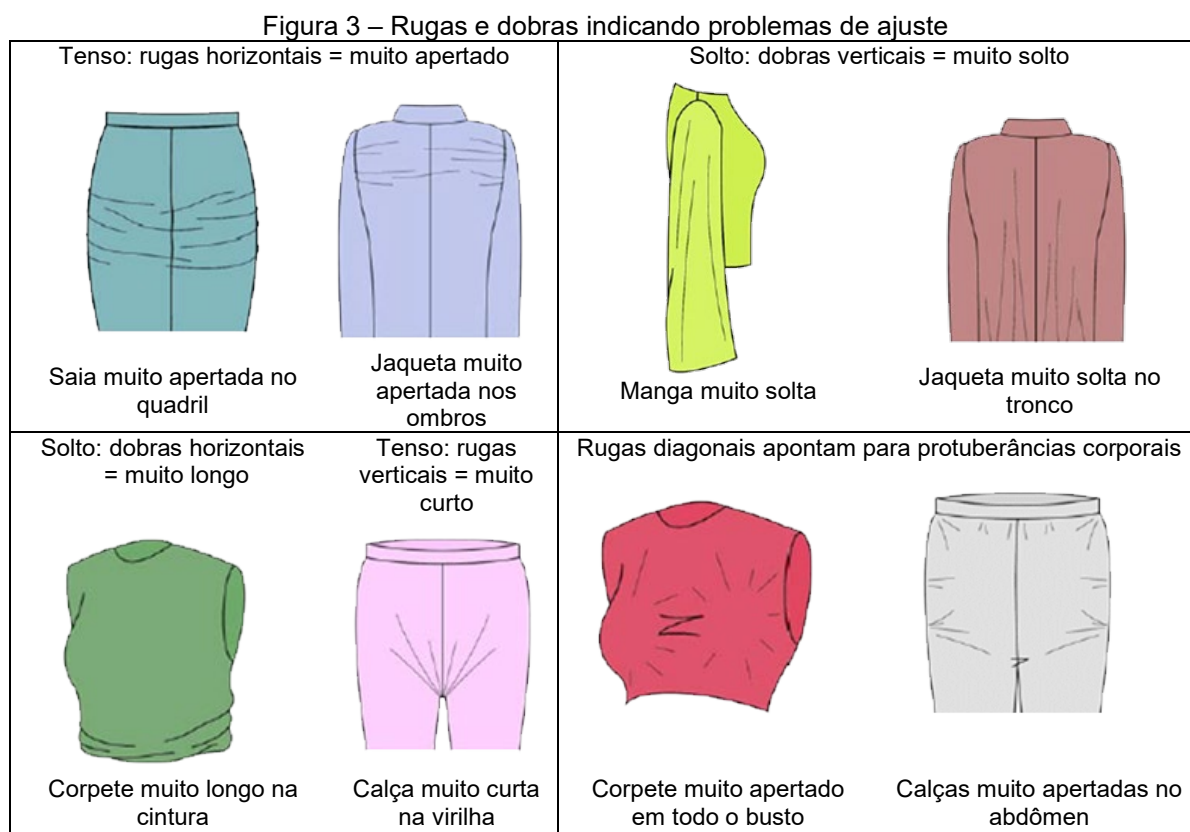 Figura 3 – Rugas e dobras indicando problemas de ajuste
Tenso: rugas horizontais = muito apertado
Saia muito apertada no
quadril
Jaqueta muito
apertada nos
ombros
Solto: dobras verticais = muito solto
Manga muito solta
Jaqueta muito solta no
tronco
Solto: dobras horizontais
= muito longo
Corpete muito longo na
cintura
Tenso: rugas
verticais = muito
curto
Calça muito curta
na virilha
Rugas diagonais apontam para protuberâncias corporais
Corpete muito apertado
em todo o busto
Calças muito apertadas no
abdômen